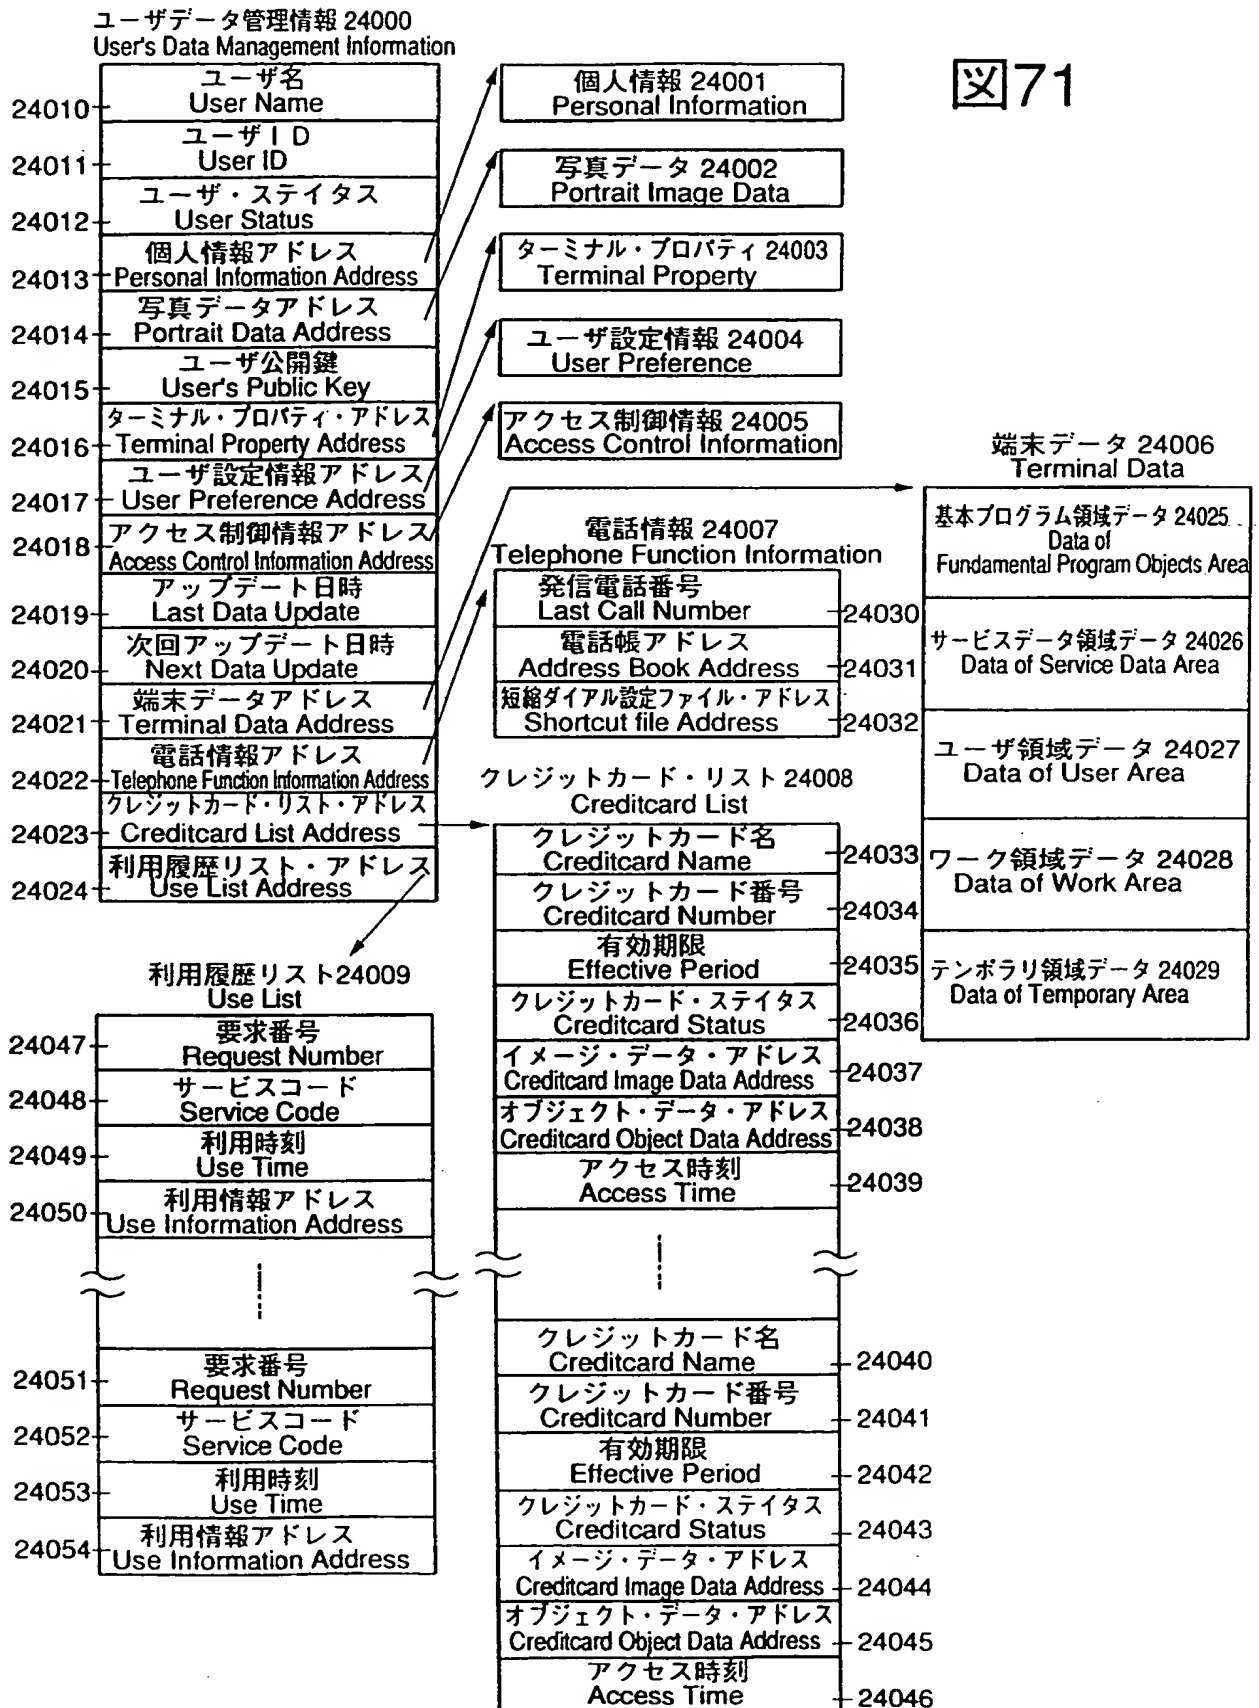 図71
ユーザデータ管理情報 24000
User's Data Management Information
ユーザ名
User Name
24010
ユーザID
User ID
24011
ユーザ・ステイタス
User Status
24012
個人情報アドレス
Personal Information Address
24013
写真データアドレス
Portrait Data Address
24014
ユーザ公開鍵
User's Public Key
24015
ターミナル・プロパティ・アドレス
Terminal Property Address
24016
ユーザ設定情報アドレス
User Preference Address
24017
アクセス制御情報アドレス
Access Control Information Address
24018
アップデート日時
Last Data Update
24019
次回アップデート日時
Next Data Update
24020
端末データアドレス
Terminal Data Address
24021
電話情報アドレス
Telephone Function Information Address
24022
クレジットカード・リスト・アドレス
Creditcard List Address
24023
利用履歴リスト・アドレス
Use List Address
24024
個人情報 24001
Personal Information
写真データ 24002
Portrait Image Data
ターミナル・プロパティ 24003
Terminal Property
ユーザ設定情報 24004
User Preference
アクセス制御情報 24005
Access Control Information
端末データ 24006
Terminal Data
基本プログラム領域データ 24025
Data of
Fundamental Program Objects Area
サービスデータ領域データ 24026
Data of Service Data Area
ユーザ領域データ 24027
Data of User Area
ワーク領域データ 24028
Data of Work Area
テンポラリ領域データ 24029
Data of Temporary Area
電話情報 24007
Telephone Function Information
発信電話番号
Last Call Number
24030
電話帳アドレス
Address Book Address
24031
短縮ダイアル設定ファイル・アドレス
Shortcut file Address
24032
クレジットカード・リスト 24008
Creditcard List
クレジットカード名
Creditcard Name
24033
クレジットカード番号
Creditcard Number
24034
有効期限
Effective Period
24035
クレジットカード・ステイタス
Creditcard Status
24036
イメージ・データ・アドレス
Creditcard Image Data Address
24037
オブジェクト・データ・アドレス
Creditcard Object Data Address
24038
アクセス時刻
Access Time
24039
クレジットカード名
Creditcard Name
24040
クレジットカード番号
Creditcard Number
24041
有効期限
Effective Period
24042
クレジットカード・ステイタス
Creditcard Status
24043
イメージ・データ・アドレス
Creditcard Image Data Address
24044
オブジェクト・データ・アドレス
Creditcard Object Data Address
24045
アクセス時刻
Access Time
24046
利用履歴リスト24009
Use List
要求番号
Request Number
24047
サービスコード
Service Code
24048
利用時刻
Use Time
24049
利用情報アドレス
Use Information Address
24050
要求番号
Request Number
24051
サービスコード
Service Code
24052
利用時刻
Use Time
24053
利用情報アドレス
Use Information Address
24054